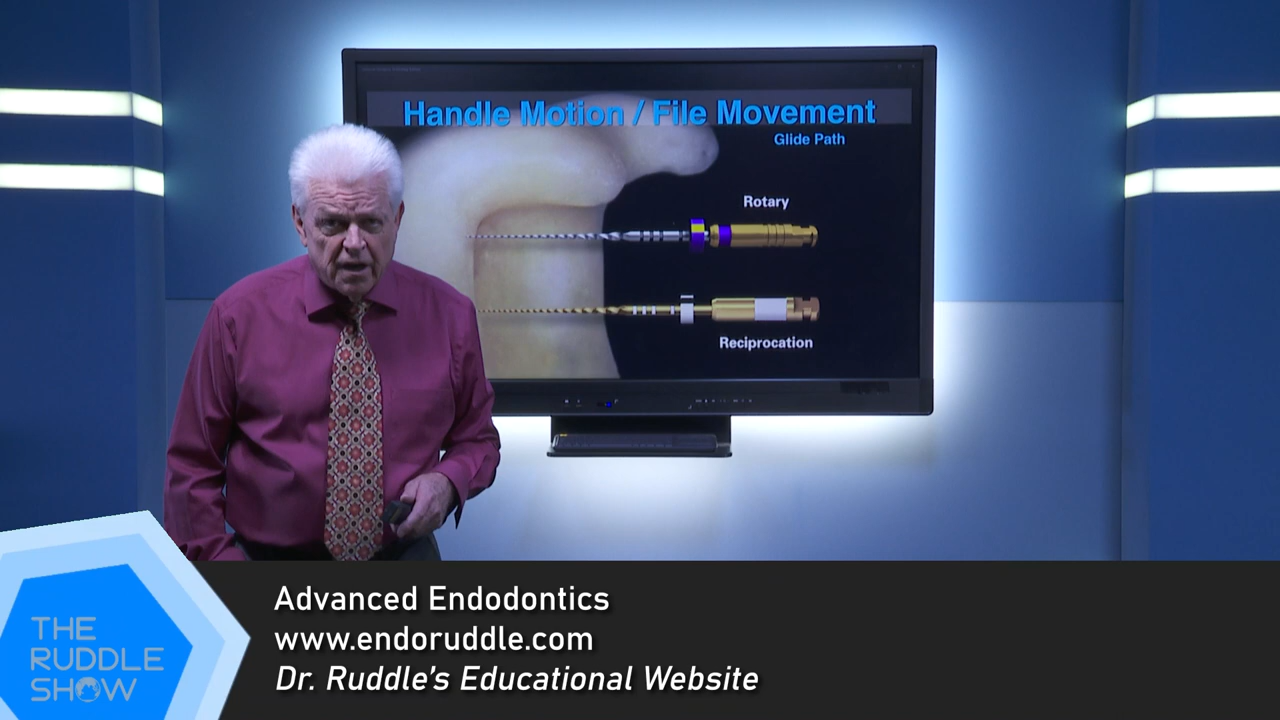 Handle Motion / File Movement
Glide Path
Rotary
Reciprocation
Advanced Endodontics
www.endoruddle.com
Dr. Ruddle's Educational Website
THE
RUDDLE
SHOW